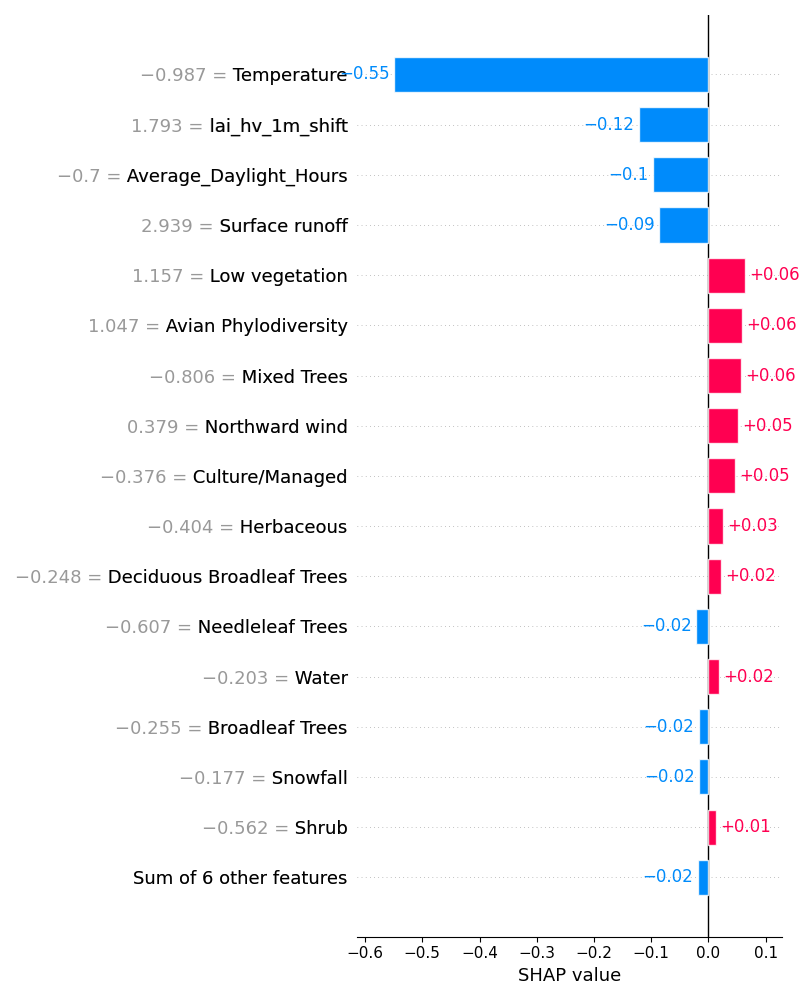 −0.987 = Temperature −0.55
1.793 = lai_hv_1m_shift −0.12
−0.7 = Average_Daylight_Hours −0.1
2.939 = Surface runoff −0.09
1.157 = Low vegetation +0.06
1.047 = Avian Phylodiversity +0.06
−0.806 = Mixed Trees +0.06
0.379 = Northward wind +0.05
−0.376 = Culture/Managed +0.05
−0.404 = Herbaceous +0.03
−0.248 = Deciduous Broadleaf Trees +0.02
−0.607 = Needleleaf Trees −0.02
−0.203 = Water +0.02
−0.255 = Broadleaf Trees −0.02
−0.177 = Snowfall −0.02
−0.562 = Shrub +0.01
Sum of 6 other features −0.02
−0.6 −0.5 −0.4 −0.3 −0.2 −0.1 0.0 0.1
SHAP value